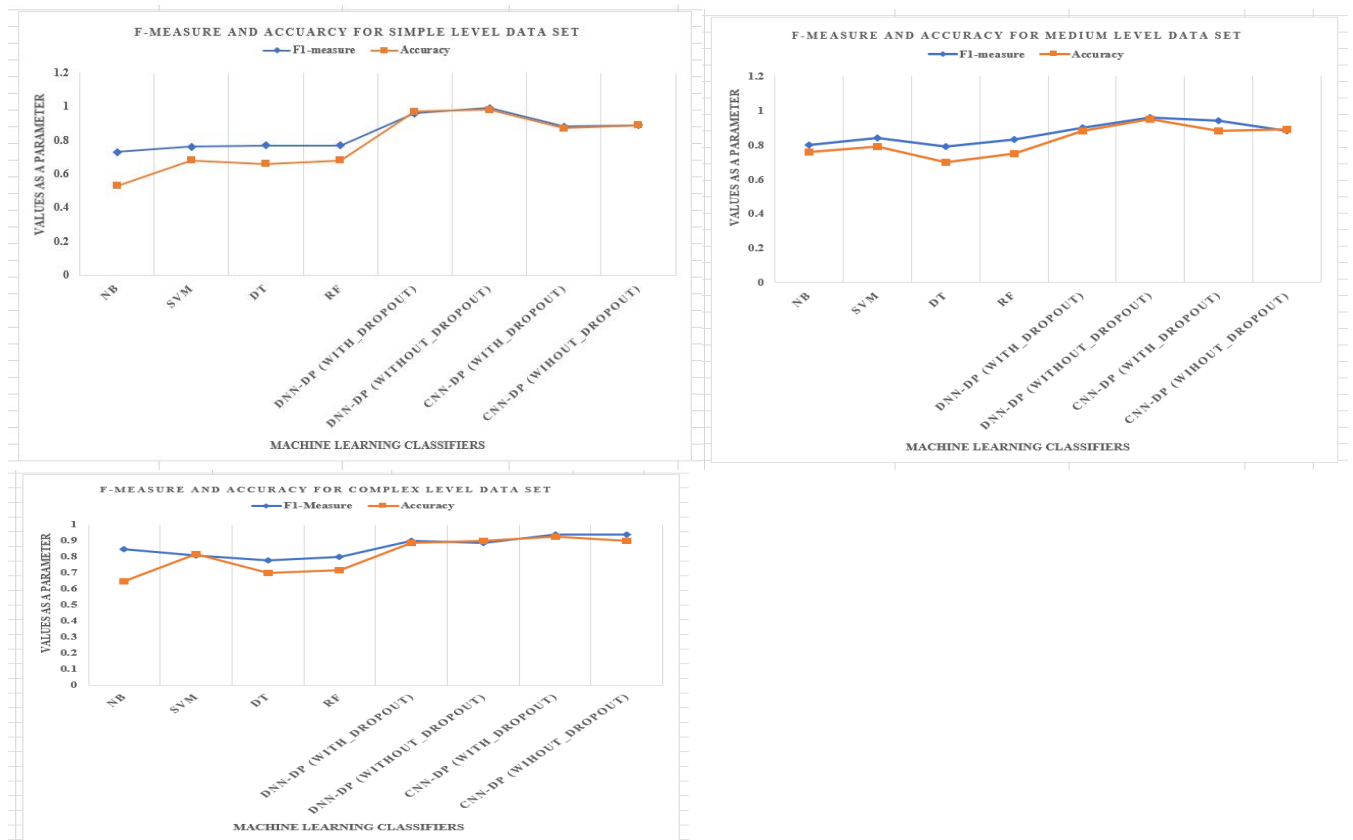 F-MEASURE AND ACCUARCY FOR SIMPLE LEVEL DATA SET
F1-measure Accuracy
VALUES AS A PARAMETER
1.2
1
0.8
0.6
0.4
0.2
0
NB SVM DT RF DNN-DP (WITH_DROPOUT) DNN-DP (WITHOUT_DROPOUT) CNN-DP (WITH_DROPOUT) CNN-DP (WIHOUT_DROPOUT)
MACHINE LEARNING CLASSIFIERS
F-MEASURE AND ACCURACY FOR MEDIUM LEVEL DATA SET
F1-measure Accuracy
VALUES AS A PARAMETER
1.2
1
0.8
0.6
0.4
0.2
0
NB SVM DT RF DNN-DP (WITH_DROPOUT) DNN-DP (WITHOUT_DROPOUT) CNN-DP (WITH_DROPOUT) CNN-DP (WIHOUT_DROPOUT)
MACHINE LEARNING CLASSIFIERS
F-MEASURE AND ACCURACY FOR COMPLEX LEVEL DATA SET
F1-Measure Accuracy
VALUES AS A PARAMETER
1
0.9
0.8
0.7
0.6
0.5
0.4
0.3
0.2
0.1
0
NB SVM DT RF DNN-DP (WITH_DROPOUT) DNN-DP (WITHOUT_DROPOUT) CNN-DP (WITH_DROPOUT) CNN-DP (WIHOUT_DROPOUT)
MACHINE LEARNING CLASSIFIERS